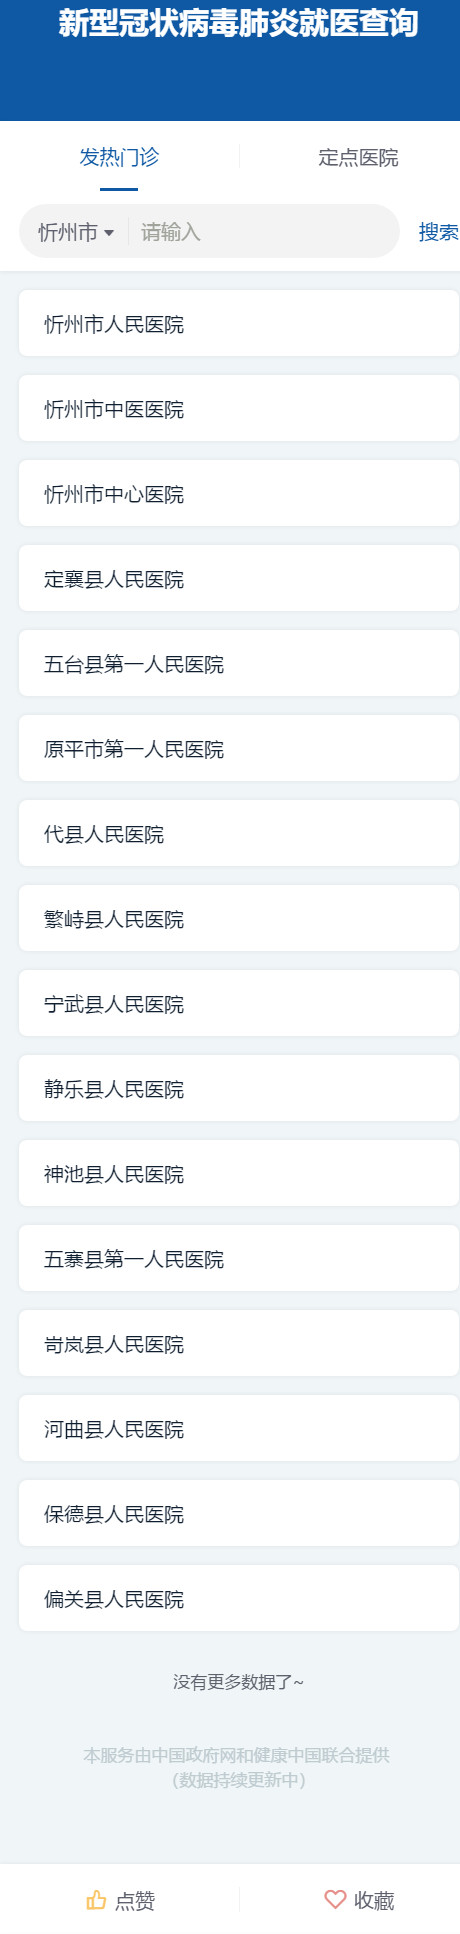 新型冠状病毒肺炎就医查询
发热门诊 定点医院
忻州市 请输入 搜索
忻州市人民医院
忻州市中医医院
忻州市中心医院
定襄县人民医院
五台县第一人民医院
原平市第一人民医院
代县人民医院
繁峙县人民医院
宁武县人民医院
静乐县人民医院
神池县人民医院
五寨县第一人民医院
岢岚县人民医院
河曲县人民医院
保德县人民医院
偏关县人民医院
没有更多数据了~
本服务由中国政府网和健康中国联合提供
（数据持续更新中）
点赞 收藏